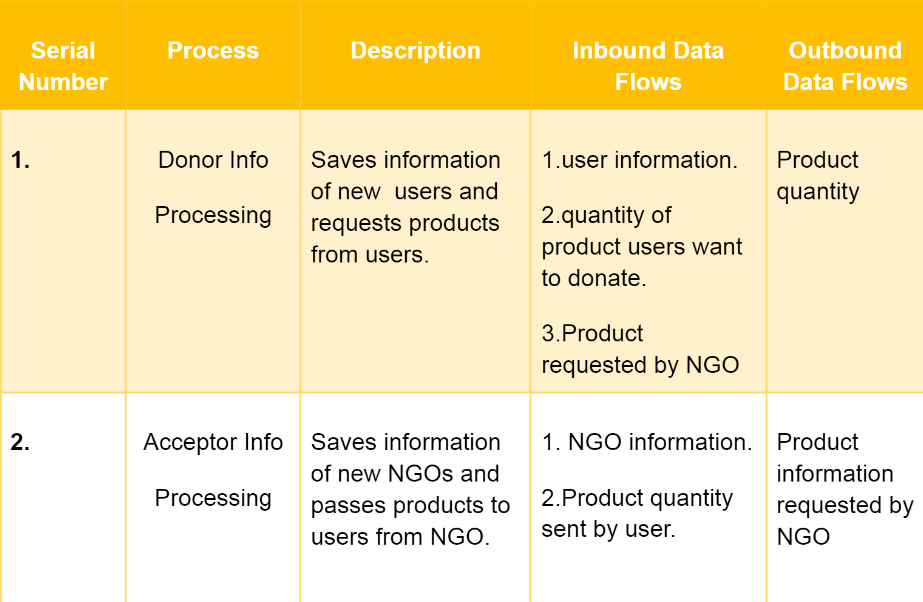 Serial
Number
Process
Description
Inbound Data
Flows
Outbound
Data Flows
1.
Donor Info
Processing
Saves information
of new  users and
requests products
from users.
1.user information.
2.quantity of
product users want
to donate.
3.Product
requested by NGO
Product
quantity
2.
Acceptor Info
Processing
Saves information
of new NGOs and
passes products to
users from NGO.
1. NGO information.
2.Product quantity
sent by user.
Product
information
requested by
NGO